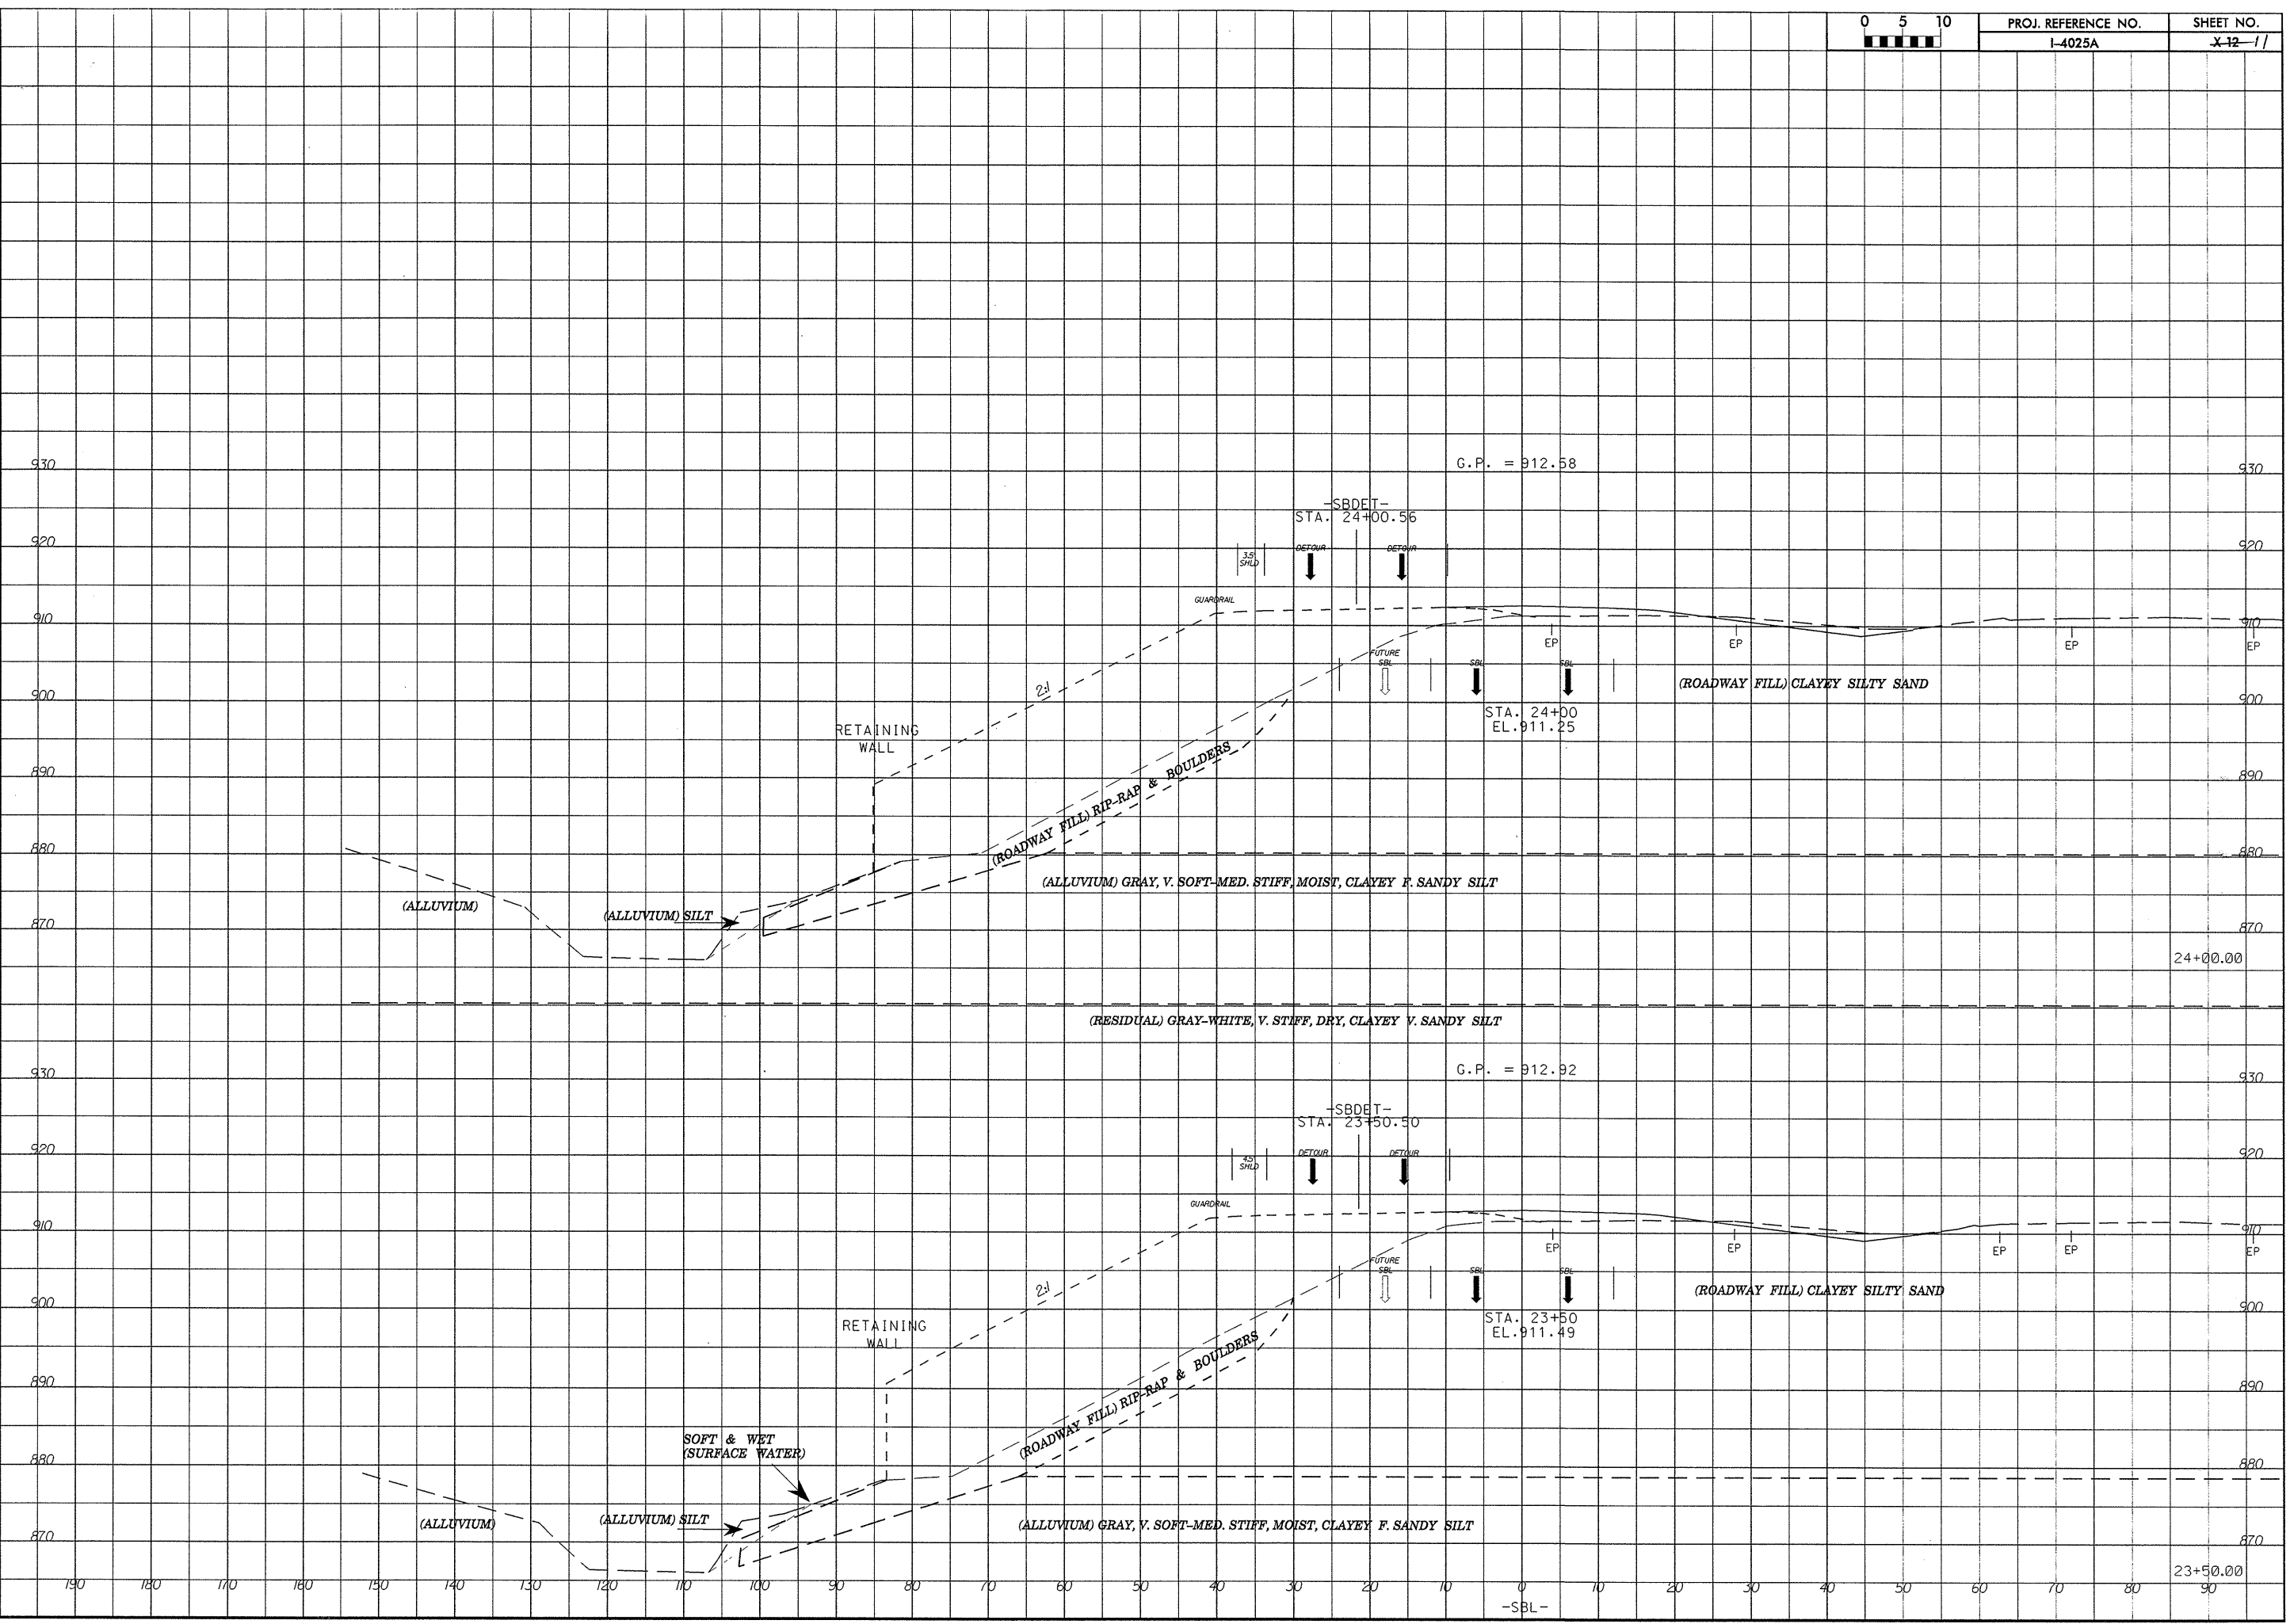 0 5 10
PROJ. REFERENCE NO.
SHEET NO.
I-4025A
X-12 11
930
G.P. = 912.58
930
-SBDET-
STA. 24+00.56
920
3.5'
SHLD
DETOUR
DETOUR
920
GUARDRAIL
910
910
EP
EP
EP
EP
FUTURE
SBL
SBL
SBL
2:1
(ROADWAY FILL) CLAYEY SILTY SAND
900
900
STA. 24+00
EL.911.25
RETAINING
WALL
890
890
(ROADWAY FILL) RIP-RAP & BOULDERS
880
880
(ALLUVIUM) GRAY, V. SOFT-MED. STIFF, MOIST, CLAYEY F. SANDY SILT
(ALLUVIUM)
(ALLUVIUM) SILT
870
870
24+00.00
(RESIDUAL) GRAY-WHITE, V. STIFF, DRY, CLAYEY V. SANDY SILT
930
G.P. = 912.92
930
-SBDET-
STA. 23+50.50
920
4.5'
SHLD
DETOUR
DETOUR
920
GUARDRAIL
910
910
EP
EP
EP
EP
EP
FUTURE
SBL
SBL
SBL
2:1
(ROADWAY FILL) CLAYEY SILTY SAND
900
900
STA. 23+50
EL.911.49
RETAINING
WALL
890
890
(ROADWAY FILL) RIP-RAP & BOULDERS
SOFT & WET
(SURFACE WATER)
880
880
(ALLUVIUM)
(ALLUVIUM) SILT
(ALLUVIUM) GRAY, V. SOFT-MED. STIFF, MOIST, CLAYEY F. SANDY SILT
870
870
23+50.00
190 180 170 160 150 140 130 120 110 100 90 80 70 60 50 40 30 20 10 0 10 20 30 40 50 60 70 80 90
-SBL-